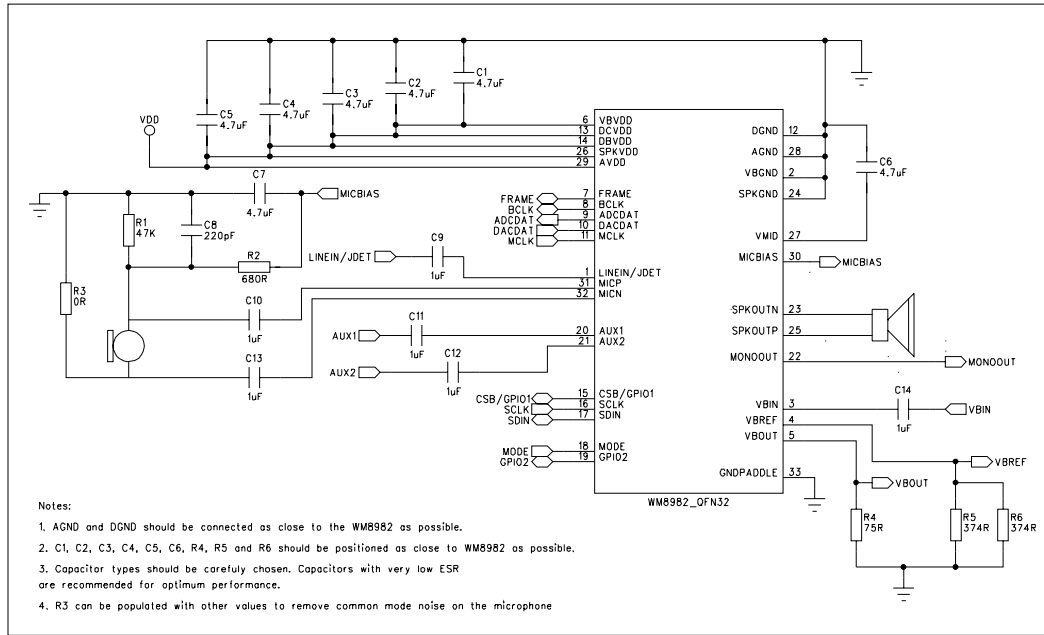 C1
4.7uF
C2
4.7uF
C3
4.7uF
C4
4.7uF
C5
4.7uF
VDD
6 VBVDD
13 DCVDD
14 DBVDD
26 SPKVDD
29 AVDD
DGND 12
AGND 28
VBGND 2
SPKGND 24
C6
4.7uF
VMID 27
MICBIAS 30 MICBIAS
C7
4.7uF
MICBIAS
R1
47K
C8
220pF
R2
680R
R3
0R
FRAME 7 FRAME
BCLK 8 BCLK
ADCDAT 9 ADCDAT
DACDAT 10 DACDAT
MCLK 11 MCLK
LINEIN/JDET
C9
1uF
1 LINEIN/JDET
31 MICP
32 MICN
C10
1uF
C13
1uF
AUX1
C11
1uF
20 AUX1
21 AUX2
AUX2
C12
1uF
SPKOUTN 23
SPKOUTP 25
MONOOUT 22 MONOOUT
CSB/GPIO1 15 CSB/GPIO1
SCLK 16 SCLK
SDIN 17 SDIN
MODE 18 MODE
GPIO2 19 GPIO2
VBIN 3
C14
1uF
VBIN
VBREF 4
VBOUT 5
VBREF
VBOUT
GNDPADDLE 33
WM8982_QFN32
R4
75R
R5
374R
R6
374R
Notes:
1. AGND and DGND should be connected as close to the WM8982 as possible.
2. C1, C2, C3, C4, C5, C6, R4, R5 and R6 should be positioned as close to WM8982 as possible.
3. Capacitor types should be carefuly chosen. Capacitors with very low ESR
are recommended for optimum performance.
4. R3 can be populated with other values to remove common mode noise on the microphone